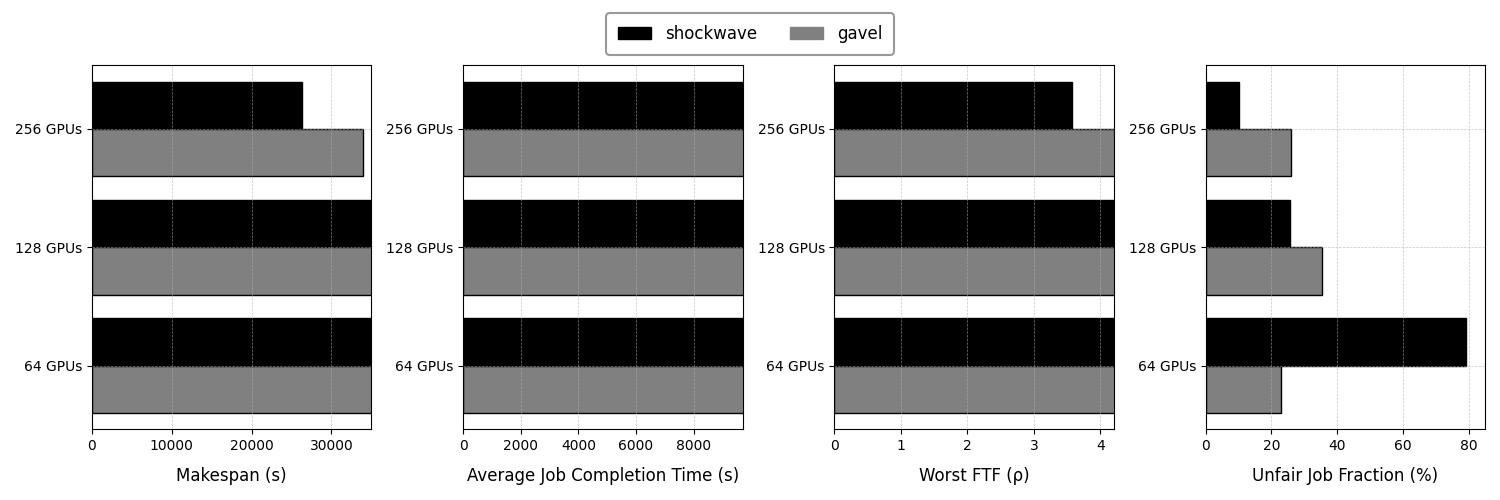 shockwave gavel
256 GPUs
128 GPUs
64 GPUs
0 10000 20000 30000
Makespan (s)
256 GPUs
128 GPUs
64 GPUs
0 2000 4000 6000 8000
Average Job Completion Time (s)
256 GPUs
128 GPUs
64 GPUs
0 1 2 3 4
Worst FTF (ρ)
256 GPUs
128 GPUs
64 GPUs
0 20 40 60 80
Unfair Job Fraction (%)